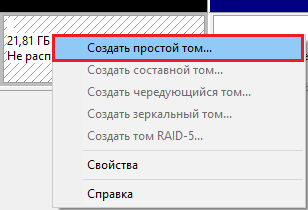 21,81 ГБ
Не расп
Создать простой том...
Создать составной том...
Создать чередующийся том...
Создать зеркальный том...
Создать том RAID-5...
Свойства
Справка